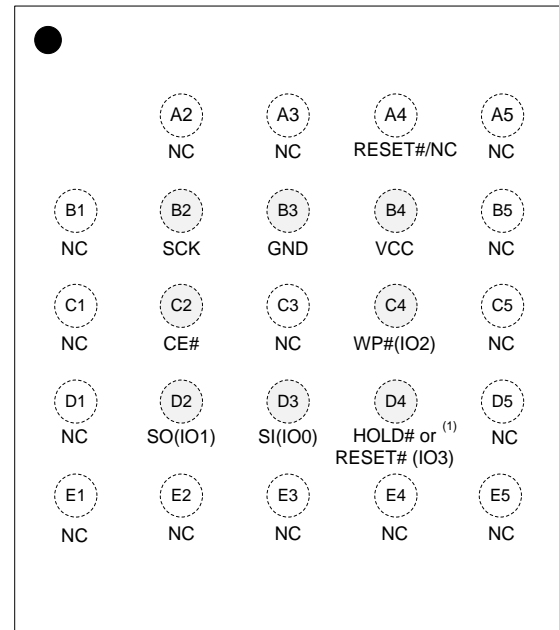 A2 A3 A4 A5
NC NC RESET#/NC NC
B1 B2 B3 B4 B5
NC SCK GND VCC NC
C1 C2 C3 C4 C5
NC CE# NC WP#(IO2) NC
D1 D2 D3 D4 D5
NC SO(IO1) SI(IO0) HOLD# or (1) NC
RESET# (IO3)
E1 E2 E3 E4 E5
NC NC NC NC NC